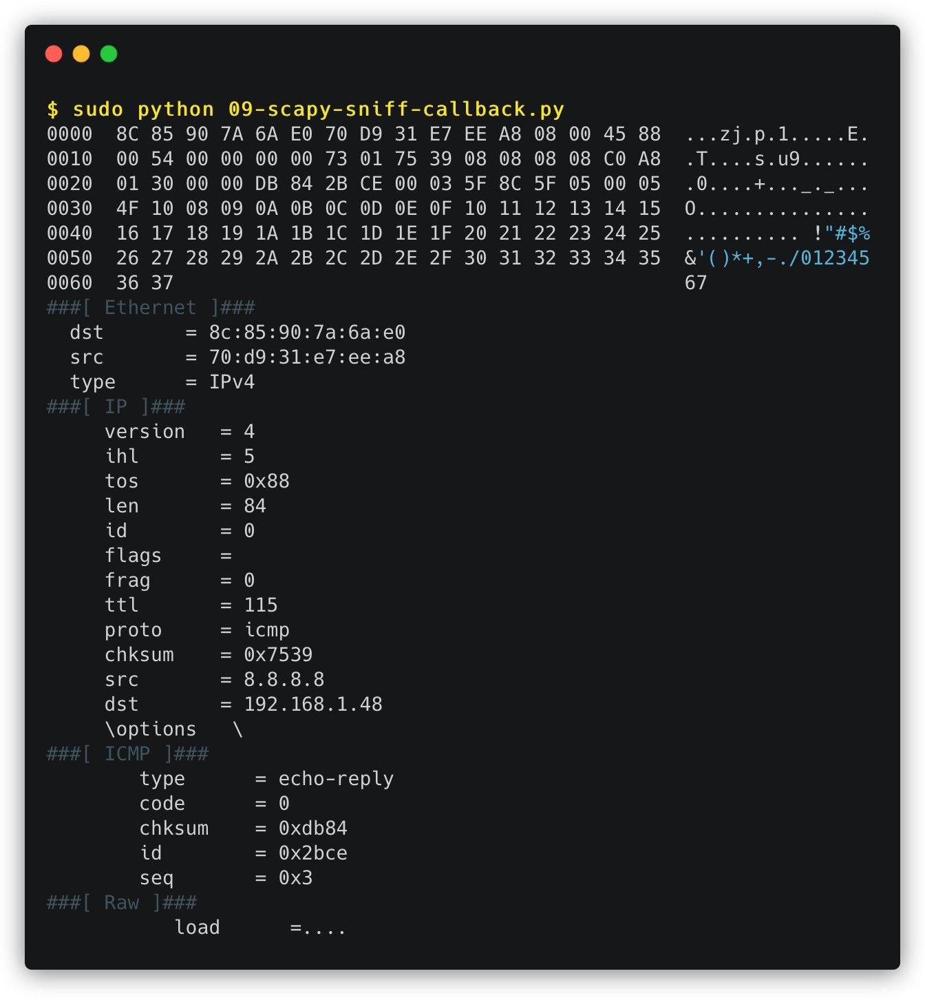 $ sudo python 09-scapy-sniff-callback.py
0000  8C 85 90 7A 6A E0 70 D9 31 E7 EE A8 08 00 45 88  ...zj.p.1.....E.
0010  00 54 00 00 00 00 73 01 75 39 08 08 08 08 C0 A8  .T....s.u9......
0020  01 30 00 00 DB 84 2B CE 00 03 5F 8C 5F 05 00 05  .0....+..._._...
0030  4F 10 08 09 0A 0B 0C 0D 0E 0F 10 11 12 13 14 15  O...............
0040  16 17 18 19 1A 1B 1C 1D 1E 1F 20 21 22 23 24 25  .......... !"#$%
0050  26 27 28 29 2A 2B 2C 2D 2E 2F 30 31 32 33 34 35  &'()*+,-./012345
0060  36 37                                            67
###[ Ethernet ]###
  dst       = 8c:85:90:7a:6a:e0
  src       = 70:d9:31:e7:ee:a8
  type      = IPv4
###[ IP ]###
     version   = 4
     ihl       = 5
     tos       = 0x88
     len       = 84
     id        = 0
     flags     =
     frag      = 0
     ttl       = 115
     proto     = icmp
     chksum    = 0x7539
     src       = 8.8.8.8
     dst       = 192.168.1.48
     \options   \
###[ ICMP ]###
        type      = echo-reply
        code      = 0
        chksum    = 0xdb84
        id        = 0x2bce
        seq       = 0x3
###[ Raw ]###
           load      =....